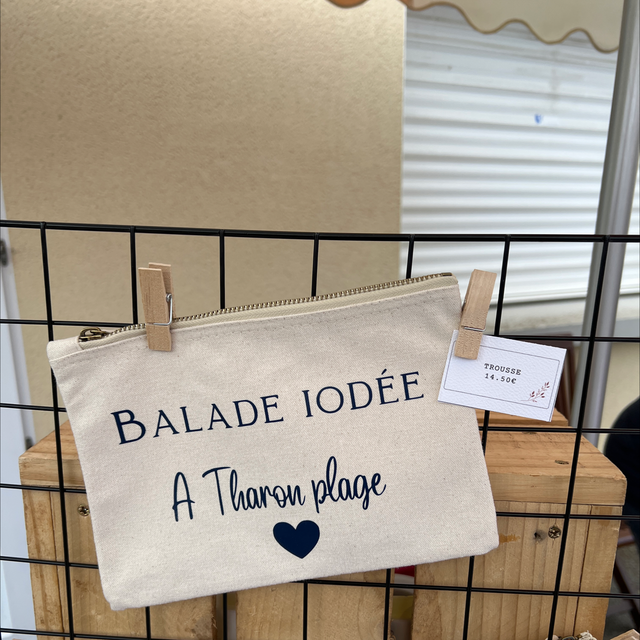 BALADE IODÉE
A Tharon plage
TROUSSE
14.50€